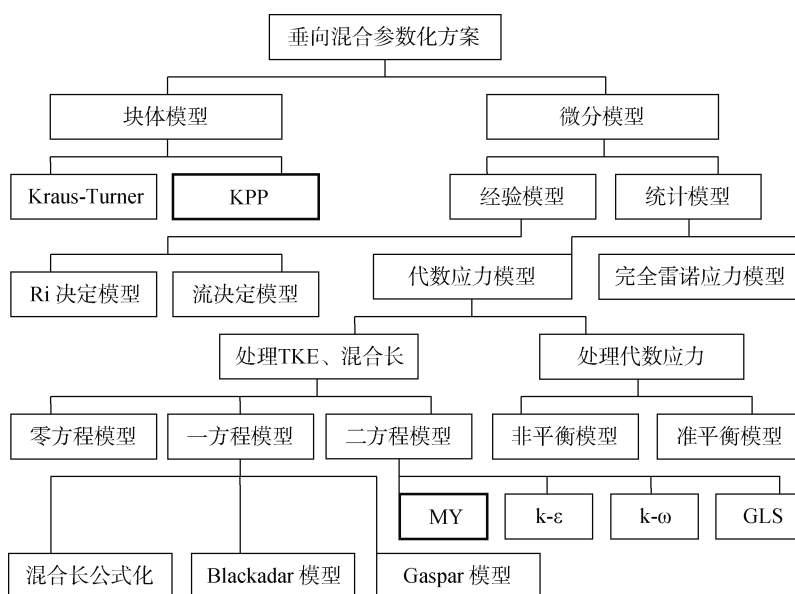 垂向混合参数化方案
块体模型
微分模型
Kraus-Turner
KPP
经验模型
统计模型
Ri 决定模型
流决定模型
代数应力模型
完全雷诺应力模型
处理TKE、混合长
处理代数应力
零方程模型
一方程模型
二方程模型
非平衡模型
准平衡模型
MY
k-ε
k-ω
GLS
混合长公式化
Blackadar 模型
Gaspar 模型